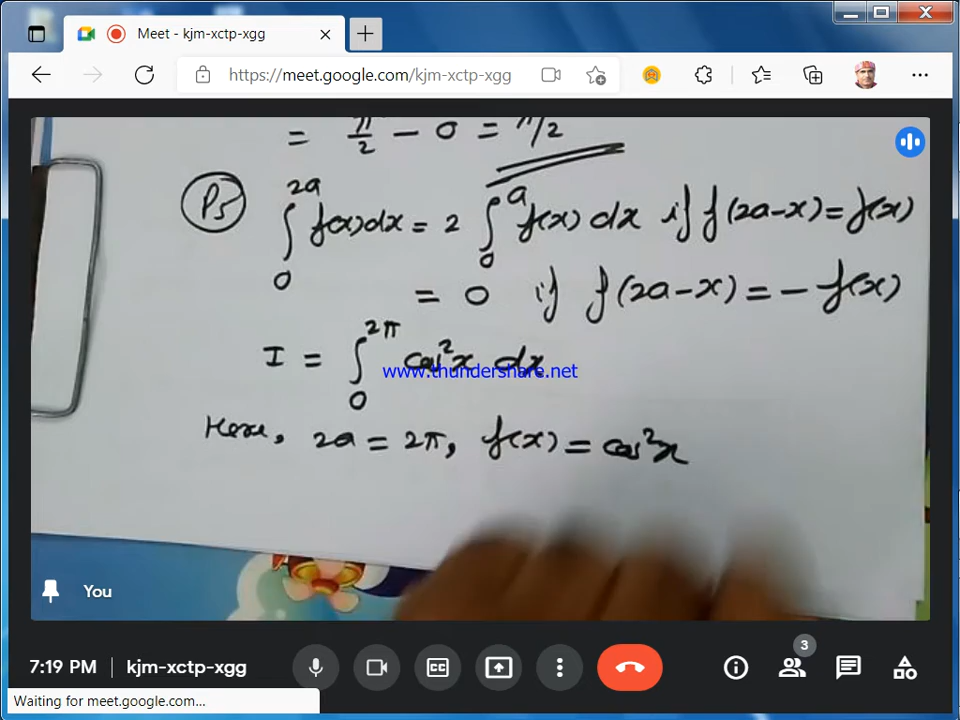 Meet - kjm-xctp-xgg
https://meet.google.com/kjm-xctp-xgg
= π/2 - 0 = π/2
P5 ∫₀^2a f(x)dx = 2 ∫₀^a f(x) dx if f(2a-x) = f(x)
= 0 if f(2a-x) = - f(x)
I = ∫₀^2π cos²x dx
www.thundershare.net
Here, 2a = 2π, f(x) = cos²x
You
3
7:19 PM | kjm-xctp-xgg
CC
Waiting for meet.google.com...